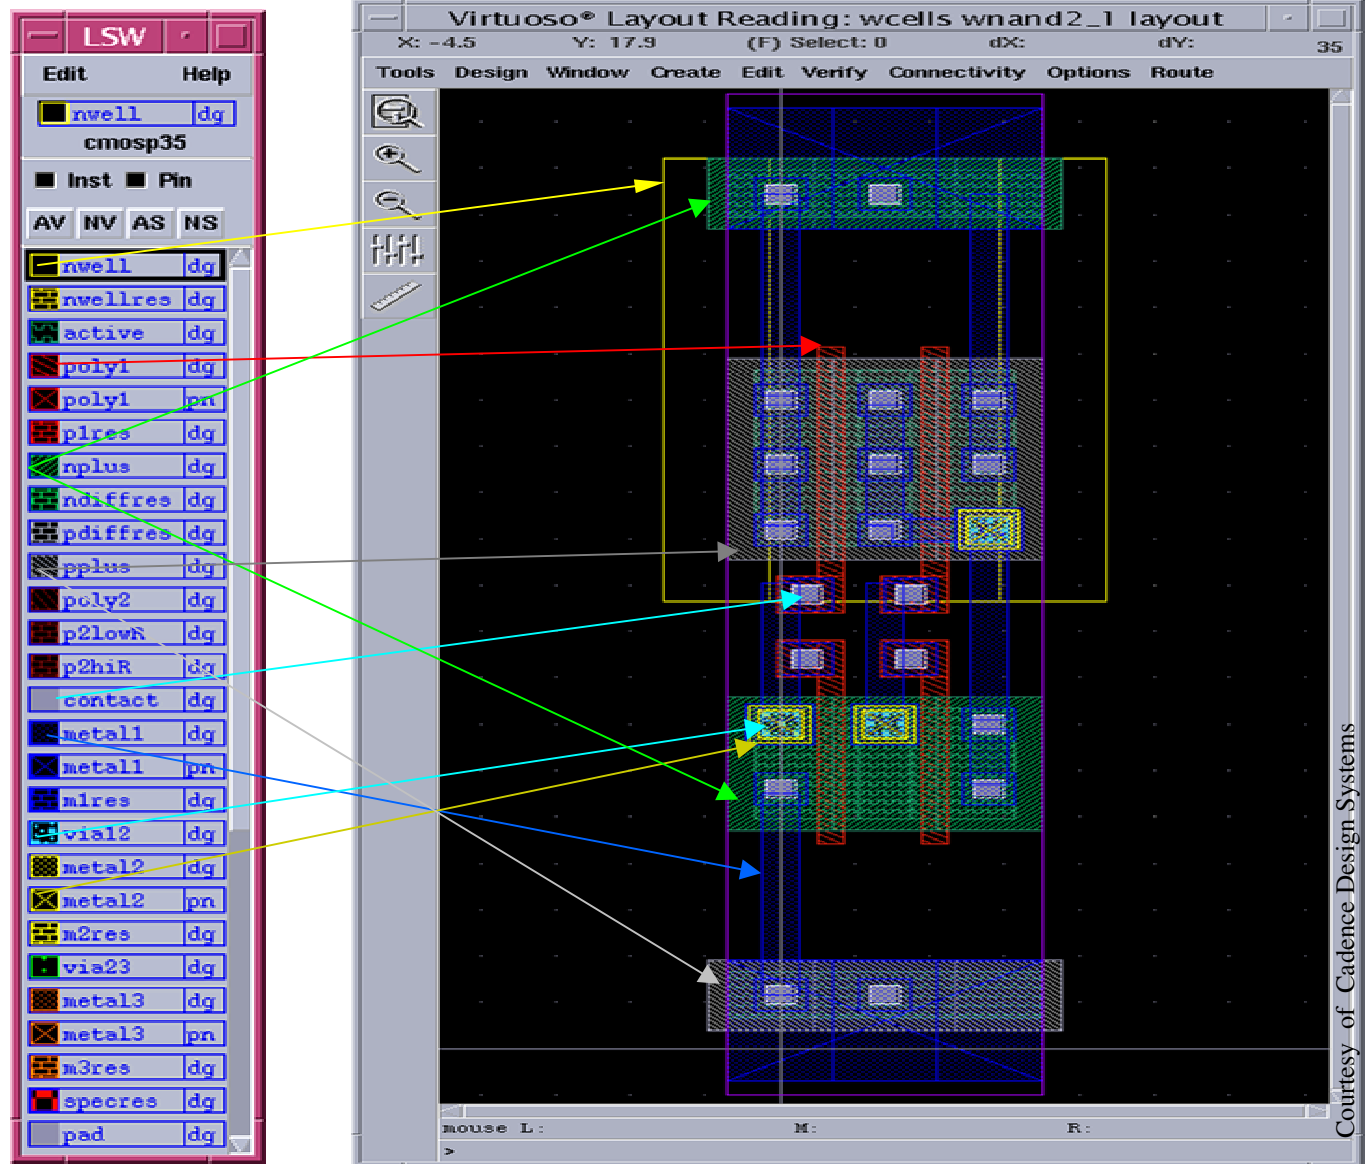 LSW
Edit Help
nwell dg
cmosp35
Inst Pin
AV NV AS NS
nwell dg
nwellres dg
active dg
poly1 dg
poly1 pn
p1res dg
nplus dg
ndiffres dg
pdiffres dg
pplus dg
poly2 dg
p2lowR dg
p2hiR dg
contact dg
metal1 dg
metal1 pn
m1res dg
via12 dg
metal2 dg
metal2 pn
m2res dg
via23 dg
metal3 dg
metal3 pn
m3res dg
specres dg
pad dg
Virtuoso® Layout Reading: wcells wnand2_1 layout
X: -4.5 Y: 17.9 (F) Select: 0 dX: dY: 35
Tools Design Window Create Edit Verify Connectivity Options Route
mouse L: M: R:
>
Courtesy of Cadence Design Systems